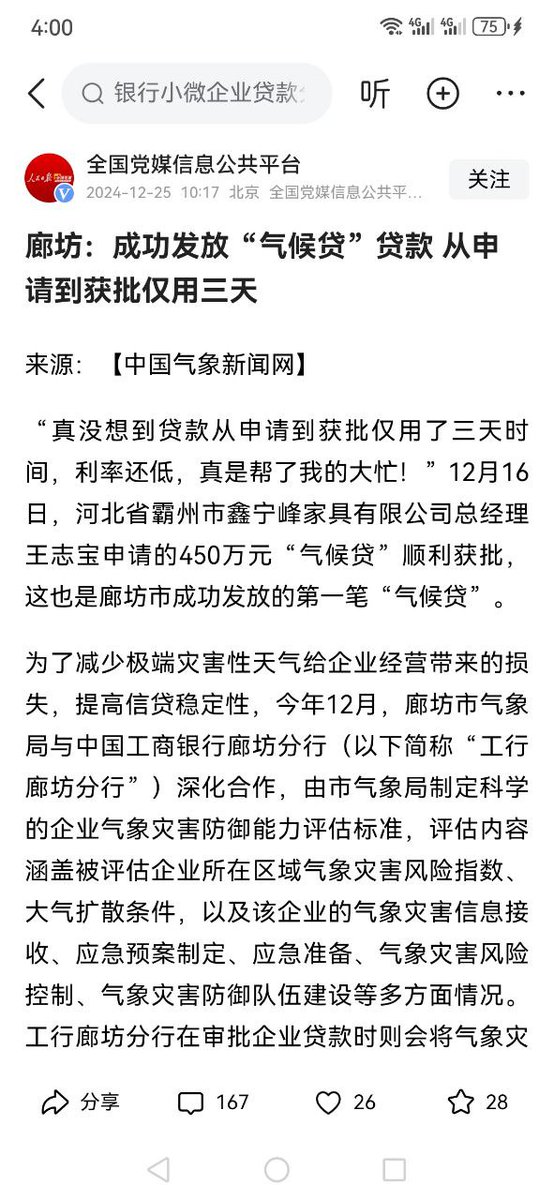 4:00
4G 4G 75
银行小微企业贷款
听
全国党媒信息公共平台
2024-12-25 10:17 北京 全国党媒信息公共平...
关注
廊坊：成功发放“气候贷”贷款 从申
请到获批仅用三天
来源：【中国气象新闻网】
“真没想到贷款从申请到获批仅用了三天时
间，利率还低，真是帮了我的大忙！”12月16
日，河北省霸州市鑫宁峰家具有限公司总经理
王志宝申请的450万元“气候贷”顺利获批，
这也是廊坊市成功发放的第一笔“气候贷”。
为了减少极端灾害性天气给企业经营带来的损
失，提高信贷稳定性，今年12月，廊坊市气象
局与中国工商银行廊坊分行（以下简称“工行
廊坊分行”）深化合作，由市气象局制定科学
的企业气象灾害防御能力评估标准，评估内容
涵盖被评估企业所在区域气象灾害风险指数、
大气扩散条件，以及该企业的气象灾害信息接
收、应急预案制定、应急准备、气象灾害风险
控制、气象灾害防御队伍建设等多方面情况。
工行廊坊分行在审批企业贷款时则会将气象灾
分享 167 26 28